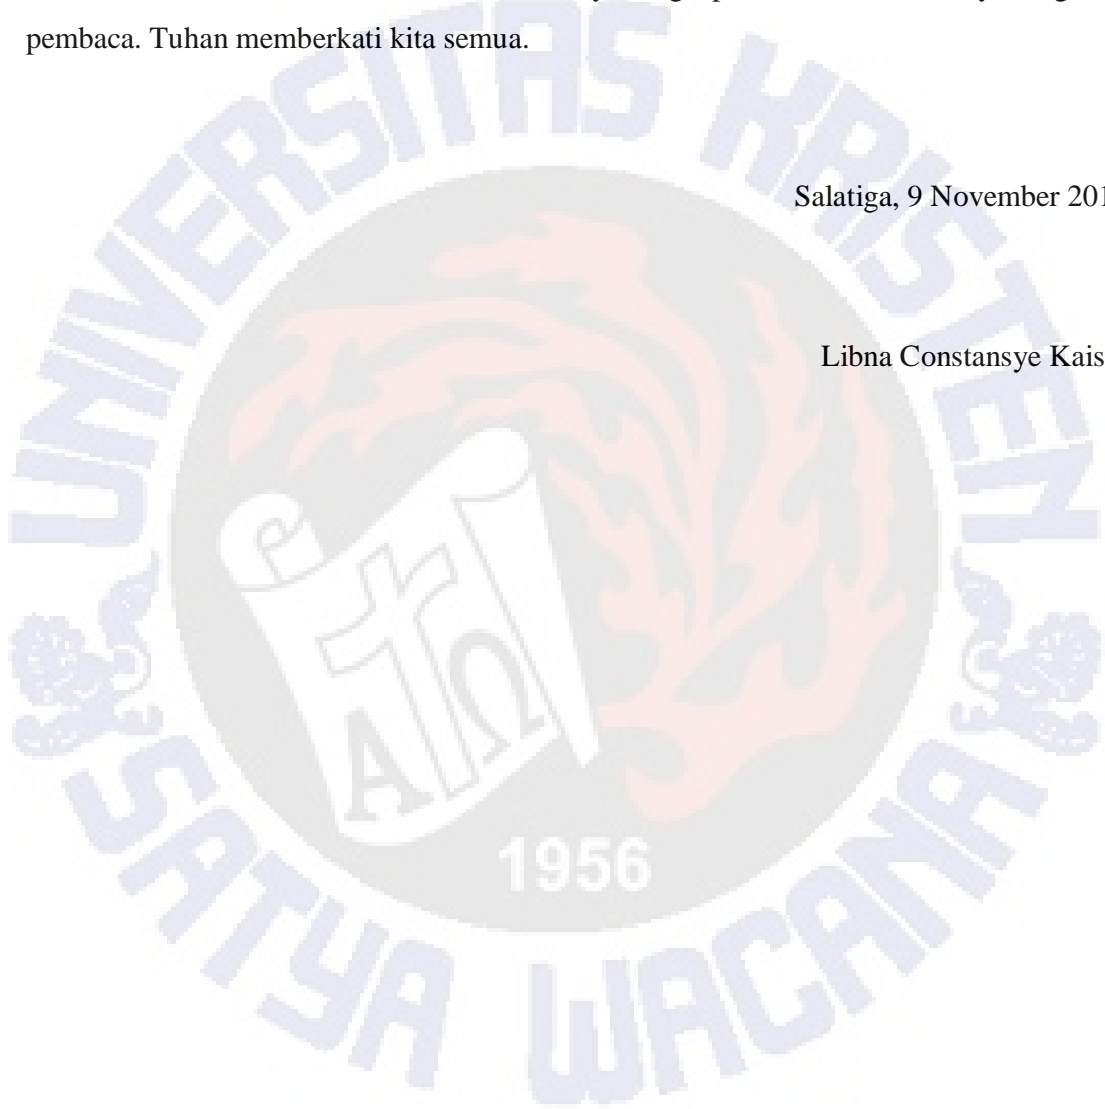 pembaca. Tuhan memberkati kita semua.
Salatiga, 9 November 201
Libna Constansye Kais
UNIVERSITAS KRISTEN
Α Ω
1956
SATYA WACANA